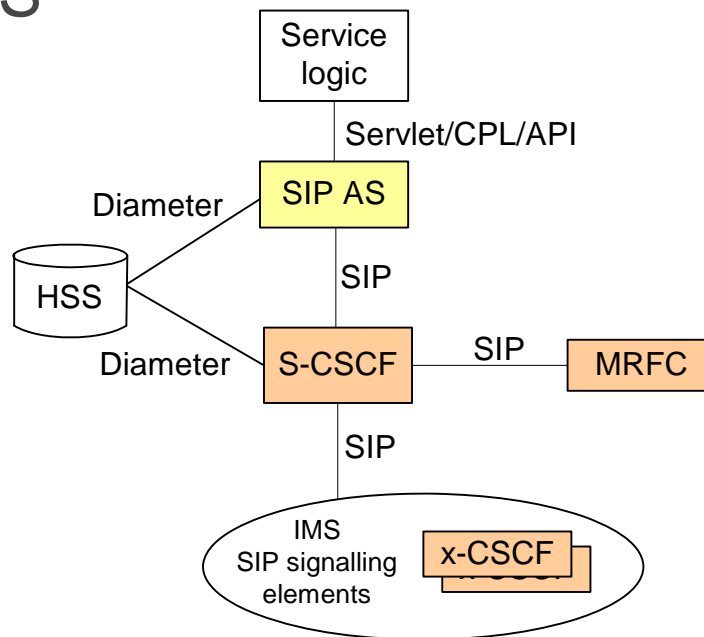 S
Service
logic
Servlet/CPL/API
SIP AS
Diameter
SIP
HSS
Diameter
S-CSCF
SIP
MRFC
SIP
IMS
SIP signalling
elements
x-CSCF